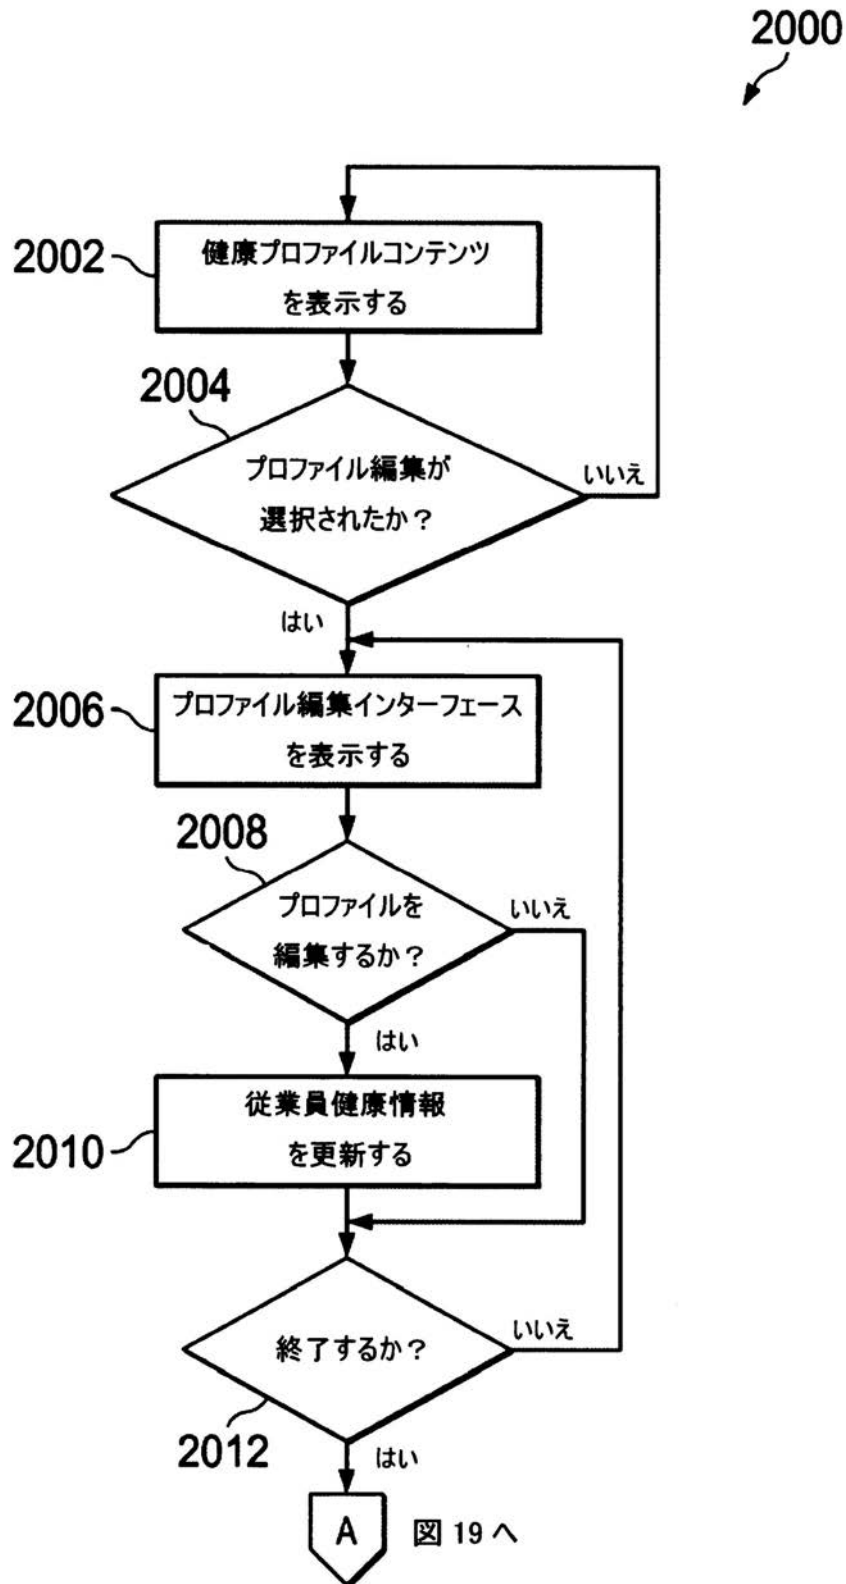 2000
2002
健康プロファイルコンテンツ
を表示する
2004
プロファイル編集が
選択されたか？
いいえ
はい
2006
プロファイル編集インターフェース
を表示する
2008
プロファイルを
編集するか？
いいえ
はい
2010
従業員健康情報
を更新する
終了するか？
いいえ
2012
はい
A
図 19 へ